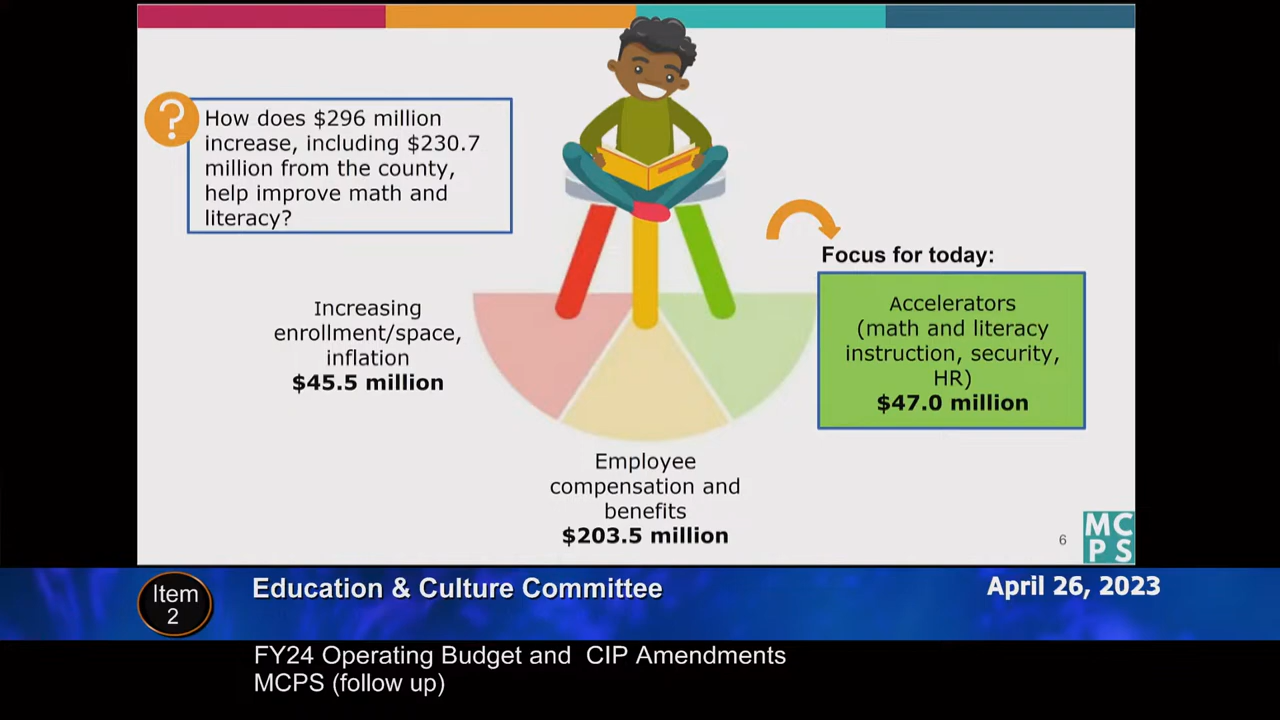 ?
How does $296 million
increase, including $230.7
million from the county,
help improve math and
literacy?
Focus for today:
Increasing
enrollment/space,
inflation
$45.5 million
Accelerators
(math and literacy
instruction, security,
HR)
$47.0 million
Employee
compensation and
benefits
$203.5 million
6
MC
PS
Item
2
Education & Culture Committee
April 26, 2023
FY24 Operating Budget and CIP Amendments
MCPS (follow up)